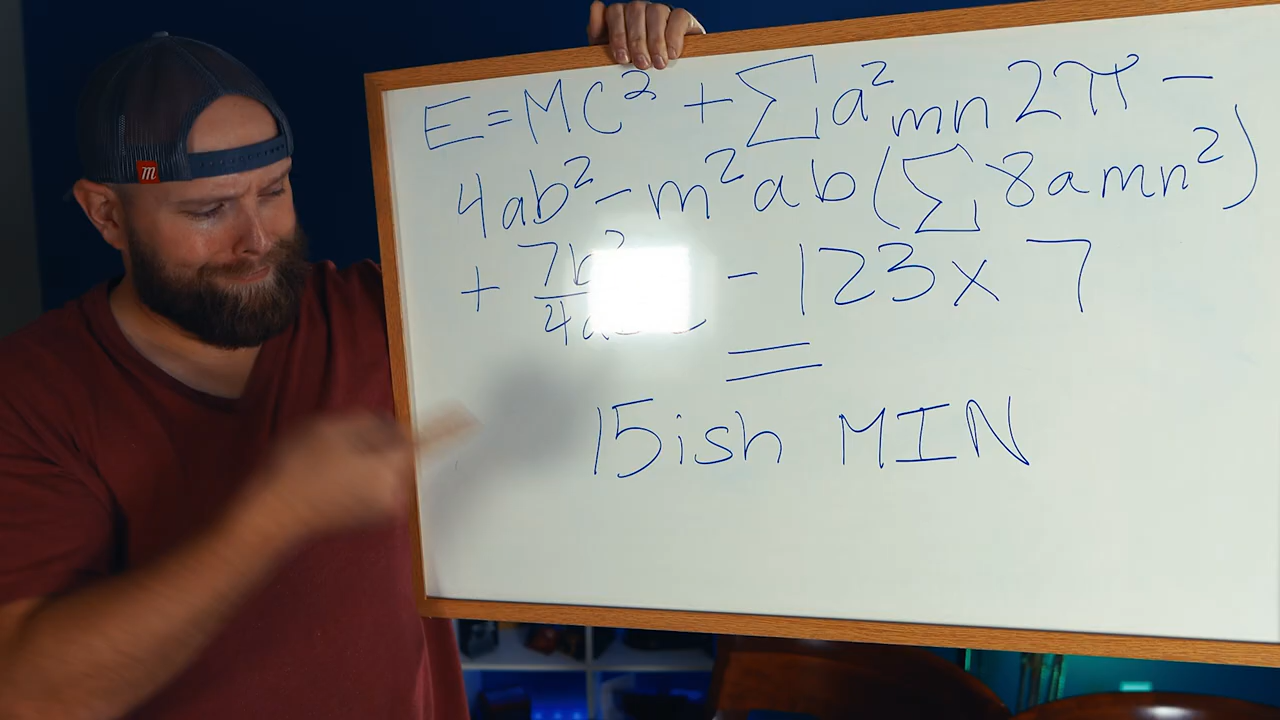 E=MC² + ∑a²mn2π −
4ab² − m²ab(∑8amn²)
+ 7b² − 123 x 7
4a
=
15ish MIN
m